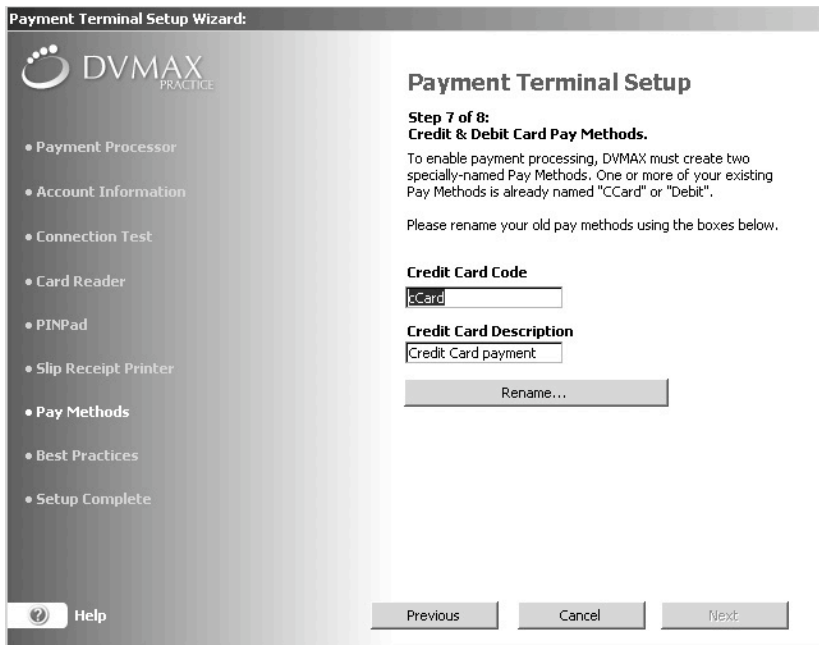 Payment Terminal Setup Wizard:
DVMAX
PRACTICE
• Payment Processor
• Account Information
• Connection Test
• Card Reader
• PINPad
• Slip Receipt Printer
• Pay Methods
• Best Practices
• Setup Complete
? Help
Payment Terminal Setup
Step 7 of 8:
Credit & Debit Card Pay Methods.
To enable payment processing, DVMAX must create two
specially-named Pay Methods. One or more of your existing
Pay Methods is already named "CCard" or "Debit".
Please rename your old pay methods using the boxes below.
Credit Card Code
cCard
Credit Card Description
Credit Card payment
Rename...
Previous
Cancel
Next